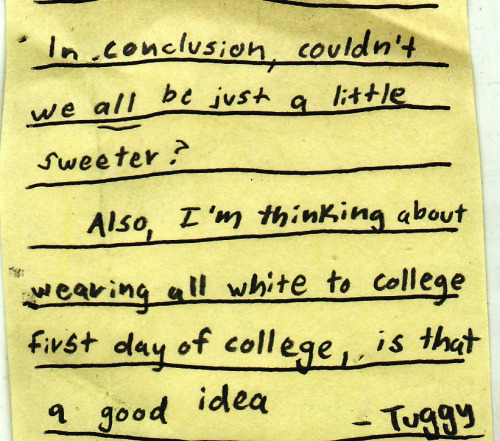 In conclusion, couldn't
we all be just a little
sweeter?
Also, I'm thinking about
wearing all white to college
first day of college, is that
a good idea
- Tuggy